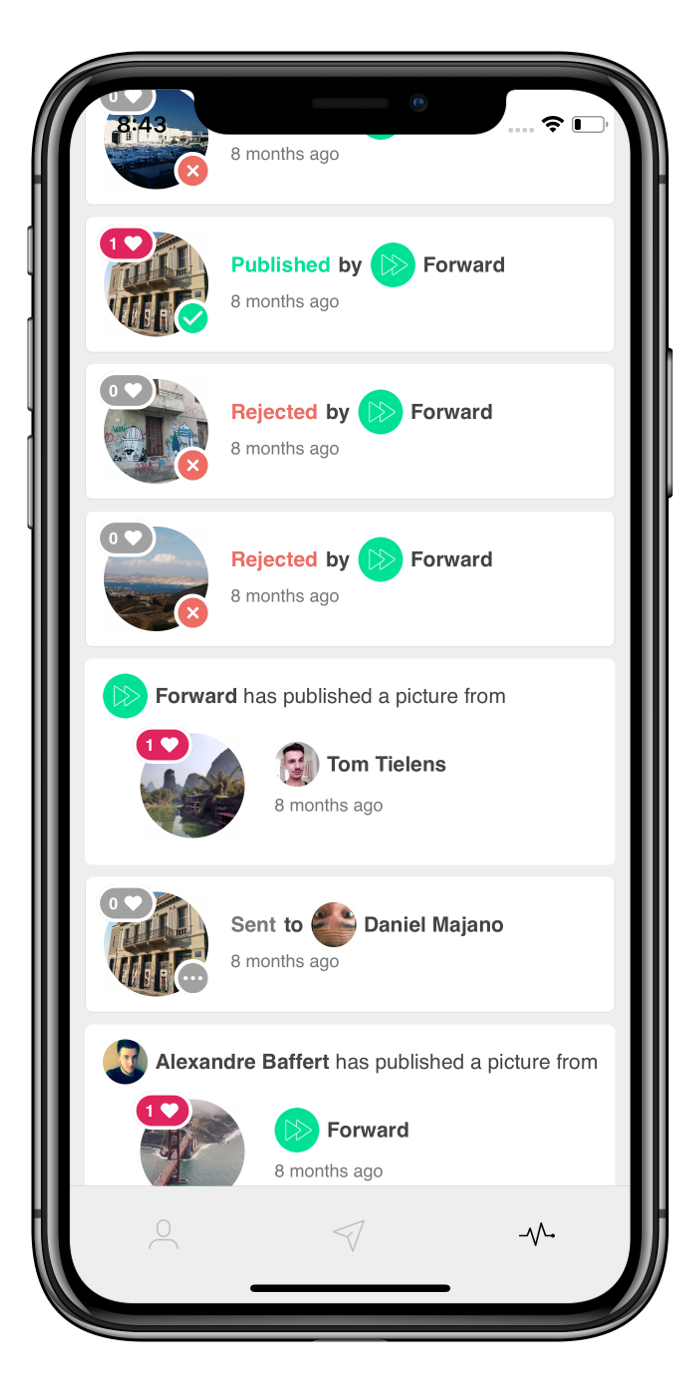 0
8:43
8 months ago
1
Published by Forward
8 months ago
0
Rejected by Forward
8 months ago
0
Rejected by Forward
8 months ago
Forward has published a picture from
1
Tom Tielens
8 months ago
0
Sent to Daniel Majano
8 months ago
Alexandre Baffert has published a picture from
1
Forward
8 months ago